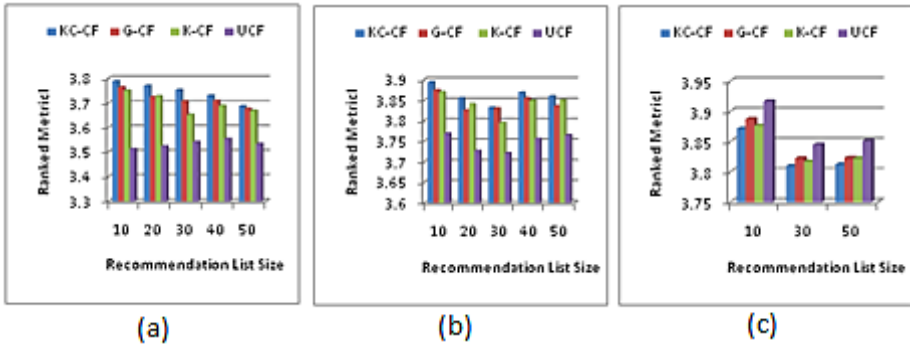 KC-CF G-CF K-CF UCF
3.8
3.7
3.6
3.5
3.4
3.3
Ranked Metricl
10 20 30 40 50
Recommendation List Size
(a)
KC-CF G-CF K-CF UCF
3.9
3.85
3.8
3.75
3.7
3.65
3.6
Ranked Metricl
10 20 30 40 50
Recommendation List Size
(b)
KC-CF G-CF K-CF UCF
3.95
3.9
3.85
3.8
3.75
Ranked Metricl
10 30 50
Recommendation List Size
(c)